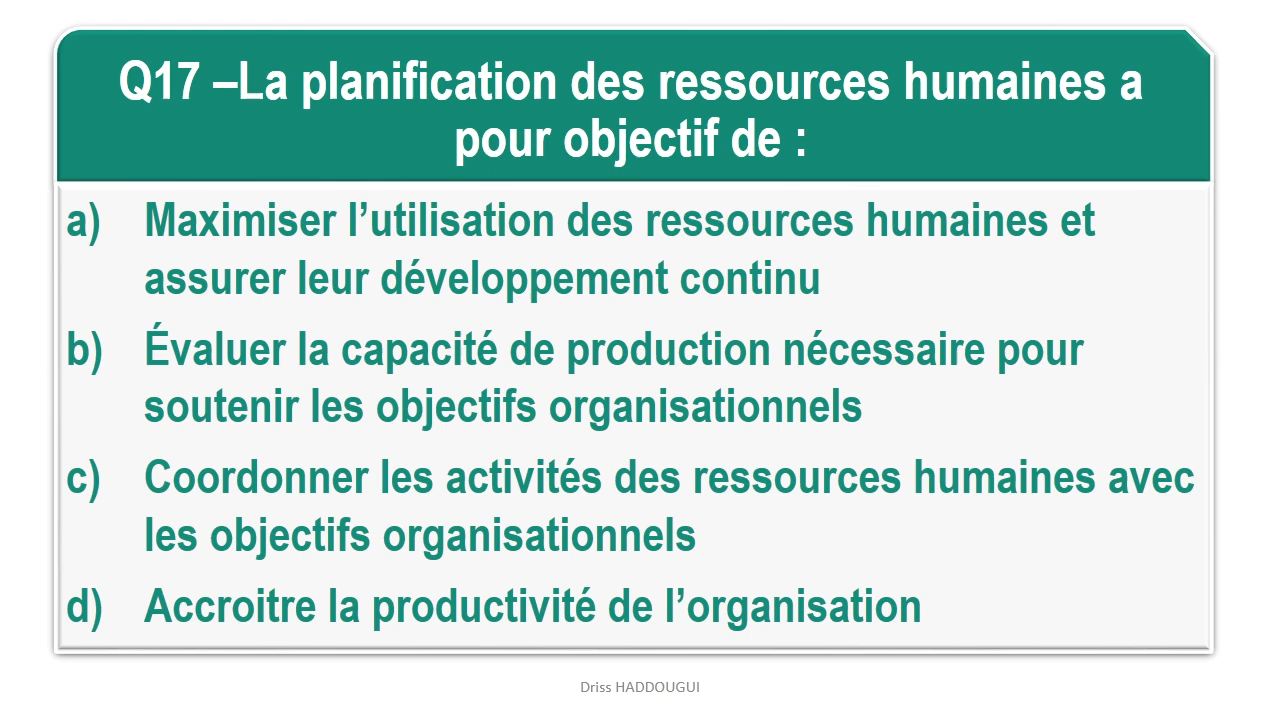 Q17 –La planification des ressources humaines a
pour objectif de :
a) Maximiser l’utilisation des ressources humaines et
assurer leur développement continu
b) Évaluer la capacité de production nécessaire pour
soutenir les objectifs organisationnels
c) Coordonner les activités des ressources humaines avec
les objectifs organisationnels
d) Accroitre la productivité de l’organisation
Driss HADDOUGUI